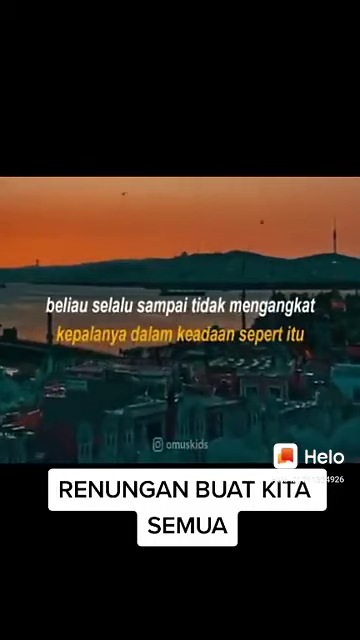 beliau selalu sampai tidak mengangkat
kepalanya dalam keadaan sepert itu
omuskids
Helo
RENUNGAN BUAT KITA
SEMUA